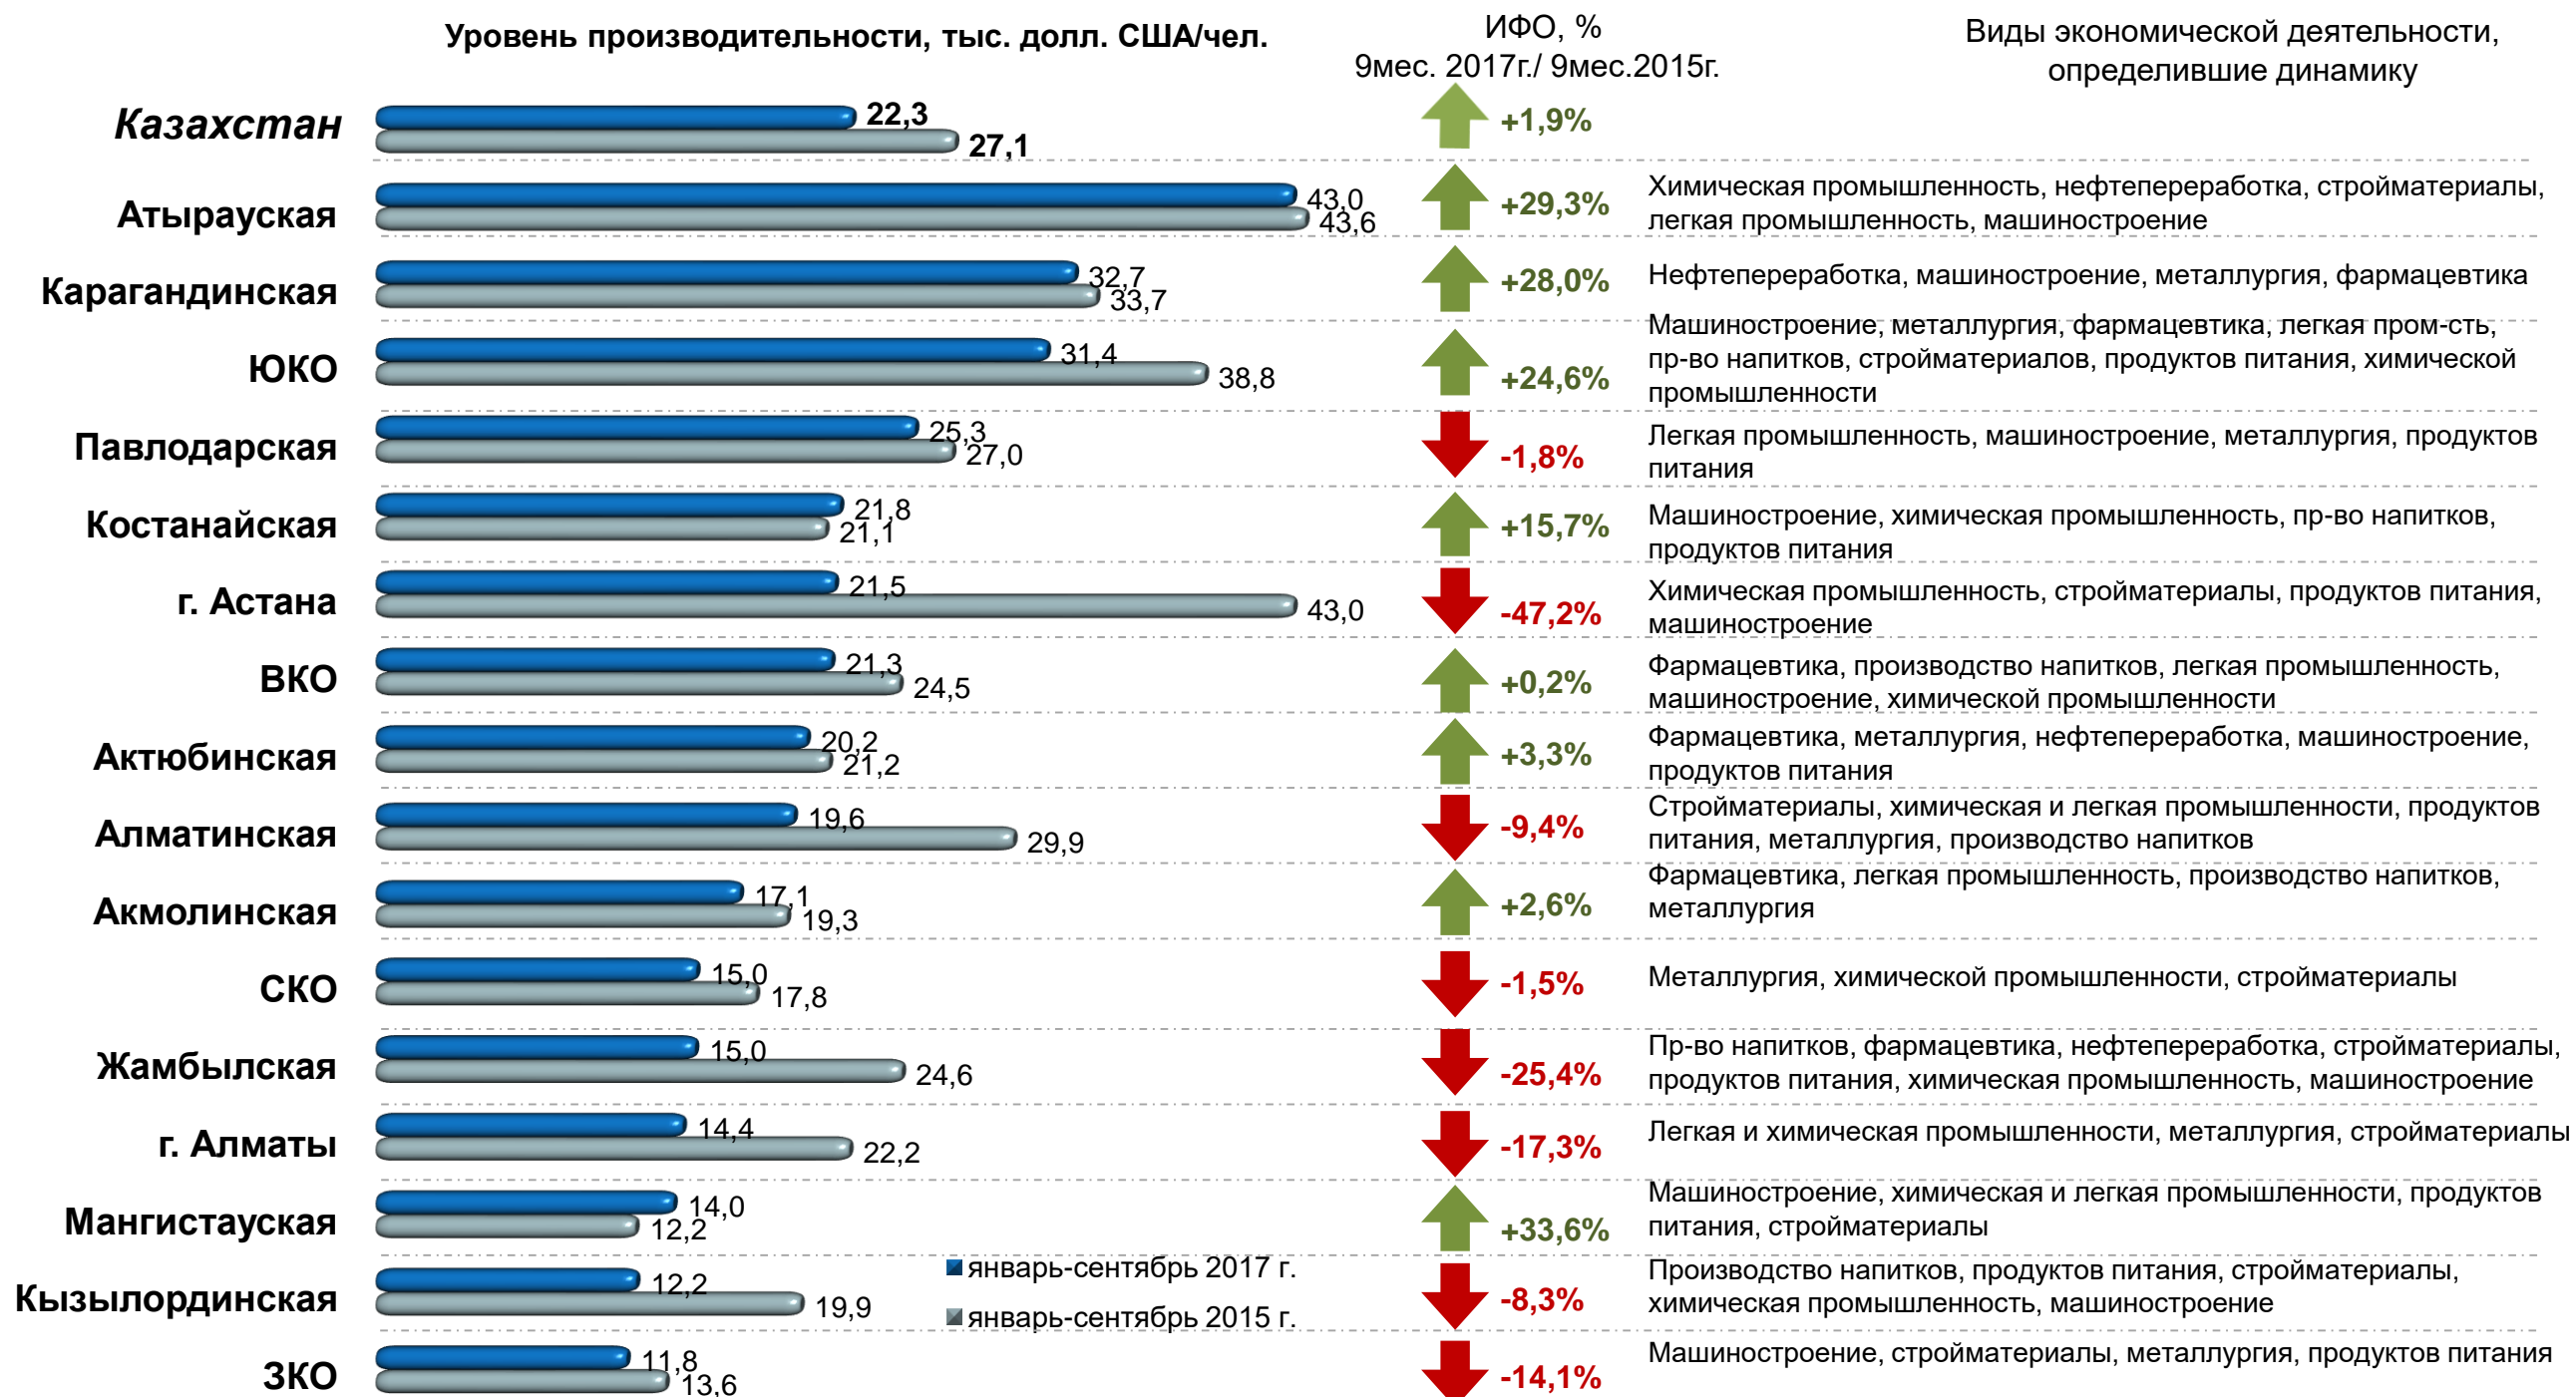 Уровень производительности, тыс. долл. США/чел.
ИФО, %
9мес. 2017г./ 9мес.2015г.
Виды экономической деятельности,
определившие динамику
Казахстан
22,3
27,1
+1,9%
Атырауская
43,0
43,6
+29,3%
Химическая промышленность, нефтепереработка, стройматериалы,
легкая промышленность, машиностроение
Карагандинская
32,7
33,7
+28,0%
Нефтепереработка, машиностроение, металлургия, фармацевтика
ЮКО
31,4
38,8
+24,6%
Машиностроение, металлургия, фармацевтика, легкая пром-сть,
пр-во напитков, стройматериалов, продуктов питания, химической
промышленности
Павлодарская
25,3
27,0
-1,8%
Легкая промышленность, машиностроение, металлургия, продуктов
питания
Костанайская
21,8
21,1
+15,7%
Машиностроение, химическая промышленность, пр-во напитков,
продуктов питания
г. Астана
21,5
43,0
-47,2%
Химическая промышленность, стройматериалы, продуктов питания,
машиностроение
ВКО
21,3
24,5
+0,2%
Фармацевтика, производство напитков, легкая промышленность,
машиностроение, химической промышленности
Актюбинская
20,2
21,2
+3,3%
Фармацевтика, металлургия, нефтепереработка, машиностроение,
продуктов питания
Алматинская
19,6
29,9
-9,4%
Стройматериалы, химическая и легкая промышленности, продуктов
питания, металлургия, производство напитков
Акмолинская
17,1
19,3
+2,6%
Фармацевтика, легкая промышленность, производство напитков,
металлургия
СКО
15,0
17,8
-1,5%
Металлургия, химической промышленности, стройматериалы
Жамбылская
15,0
24,6
-25,4%
Пр-во напитков, фармацевтика, нефтепереработка, стройматериалы,
продуктов питания, химическая промышленность, машиностроение
г. Алматы
14,4
22,2
-17,3%
Легкая и химическая промышленности, металлургия, стройматериалы
Мангистауская
14,0
12,2
+33,6%
Машиностроение, химическая и легкая промышленности, продуктов
питания, стройматериалы
Кызылординская
12,2
19,9
январь-сентябрь 2017 г.
январь-сентябрь 2015 г.
-8,3%
Производство напитков, продуктов питания, стройматериалы,
химическая промышленность, машиностроение
ЗКО
11,8
13,6
-14,1%
Машиностроение, стройматериалы, металлургия, продуктов питания